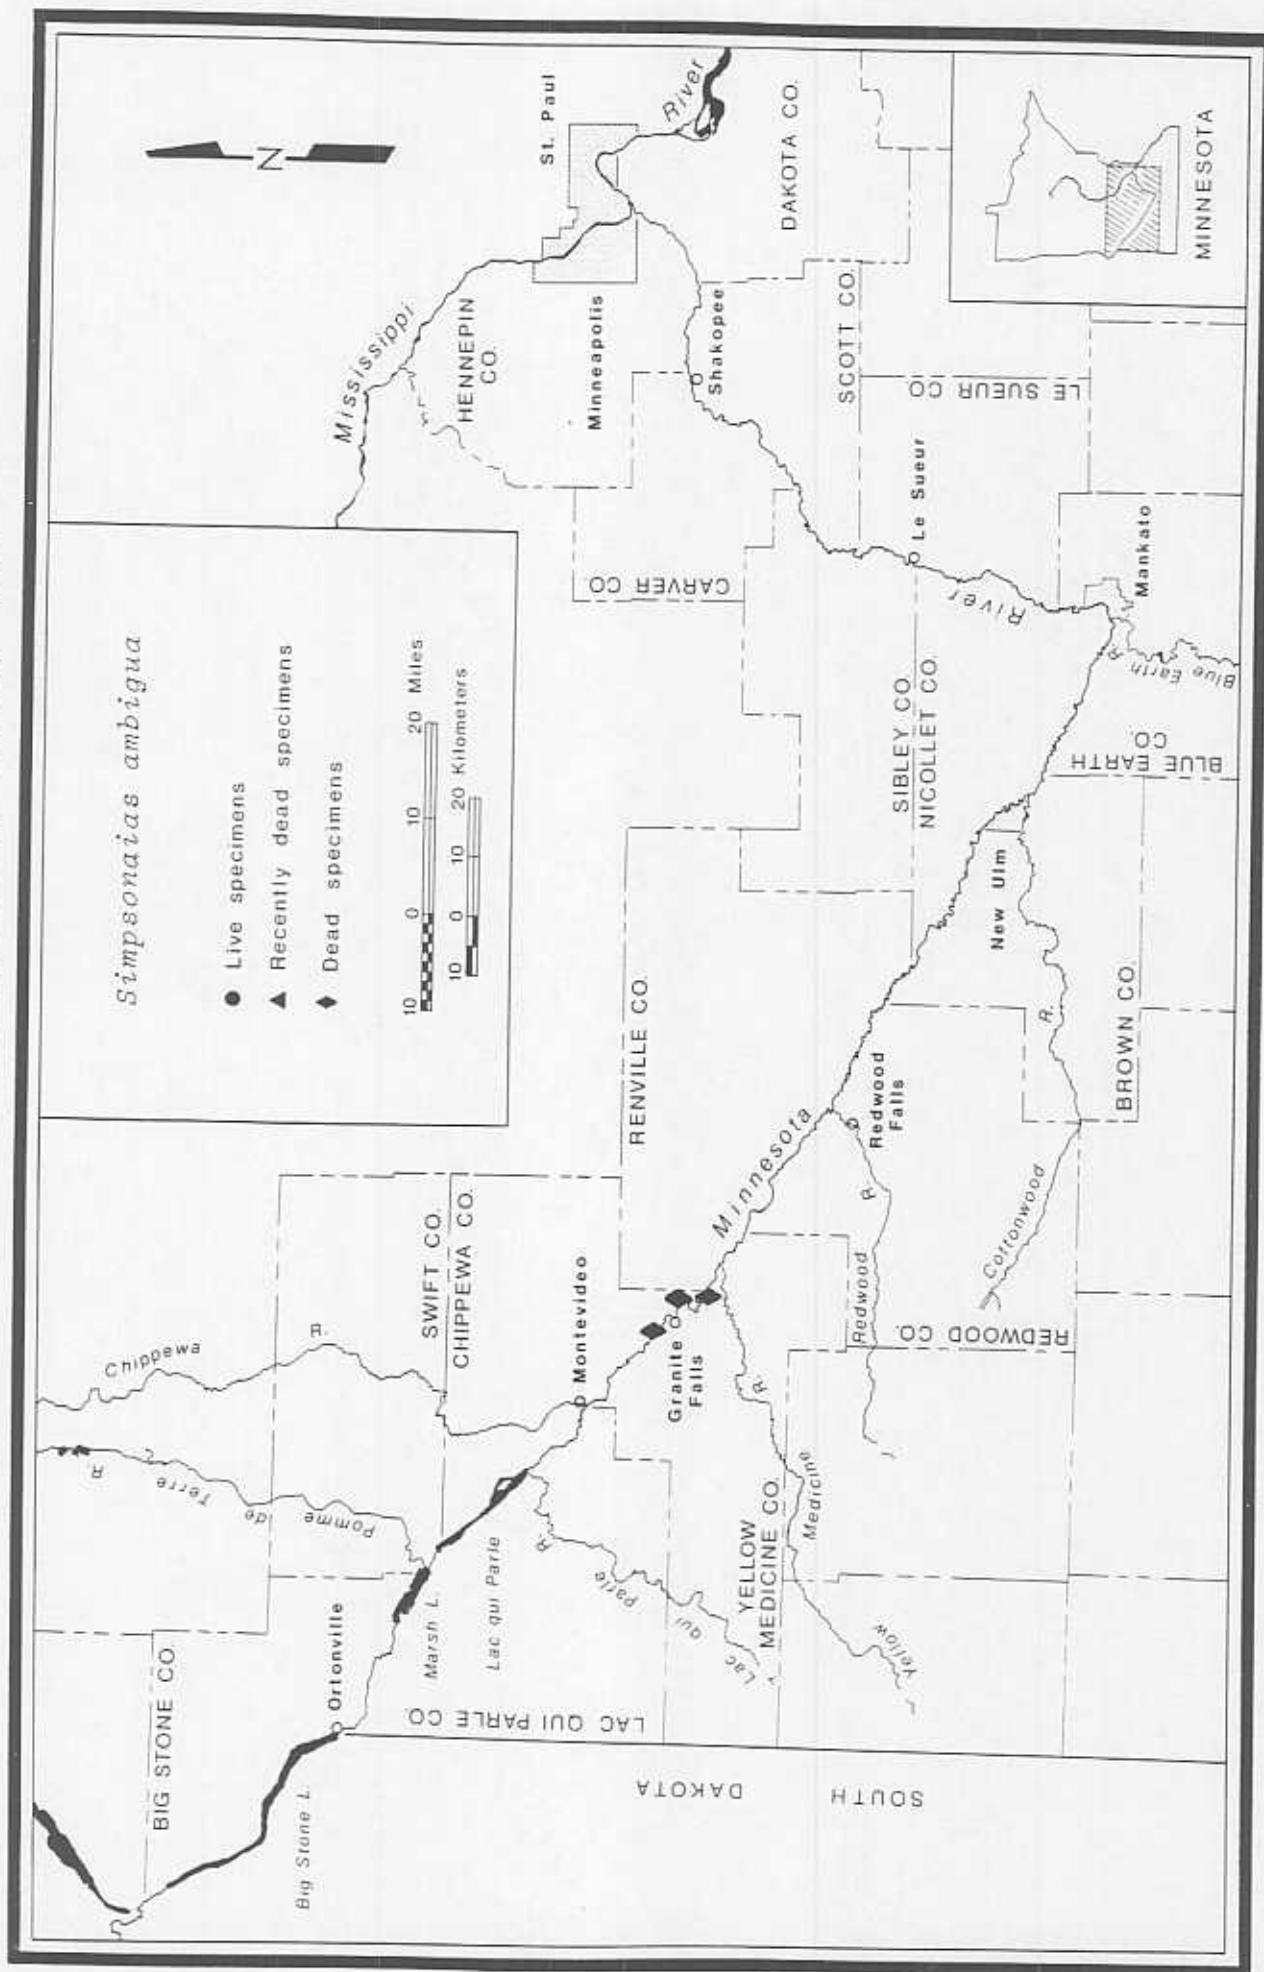 Simpsonaias ambigua
Live specimens
Recently dead specimens
Dead specimens
10 0 10 20 Miles
10 0 10 20 Kilometers
N
BIG STONE CO.
Big Stone L.
Ortonville
Marsh L.
Lac qui Parle
Pomme de Terre R.
Chippewa R.
SWIFT CO.
CHIPPEWA CO.
Montevideo
LAC QUI PARLE CO.
Lac qui Parle R.
SOUTH DAKOTA
YELLOW
MEDICINE CO.
Yellow Medicine R.
Granite
Falls
Minnesota River
RENVILLE CO.
Redwood
Falls
Redwood R.
REDWOOD CO.
Cottonwood R.
BROWN CO.
New Ulm
SIBLEY CO.
NICOLLET CO.
BLUE EARTH
CO.
Blue Earth R.
Mankato
Le Sueur
LE SUEUR CO
CARVER CO.
SCOTT CO.
Shakopee
Mississippi River
HENNEPIN
CO.
Minneapolis
St. Paul
DAKOTA CO.
MINNESOTA